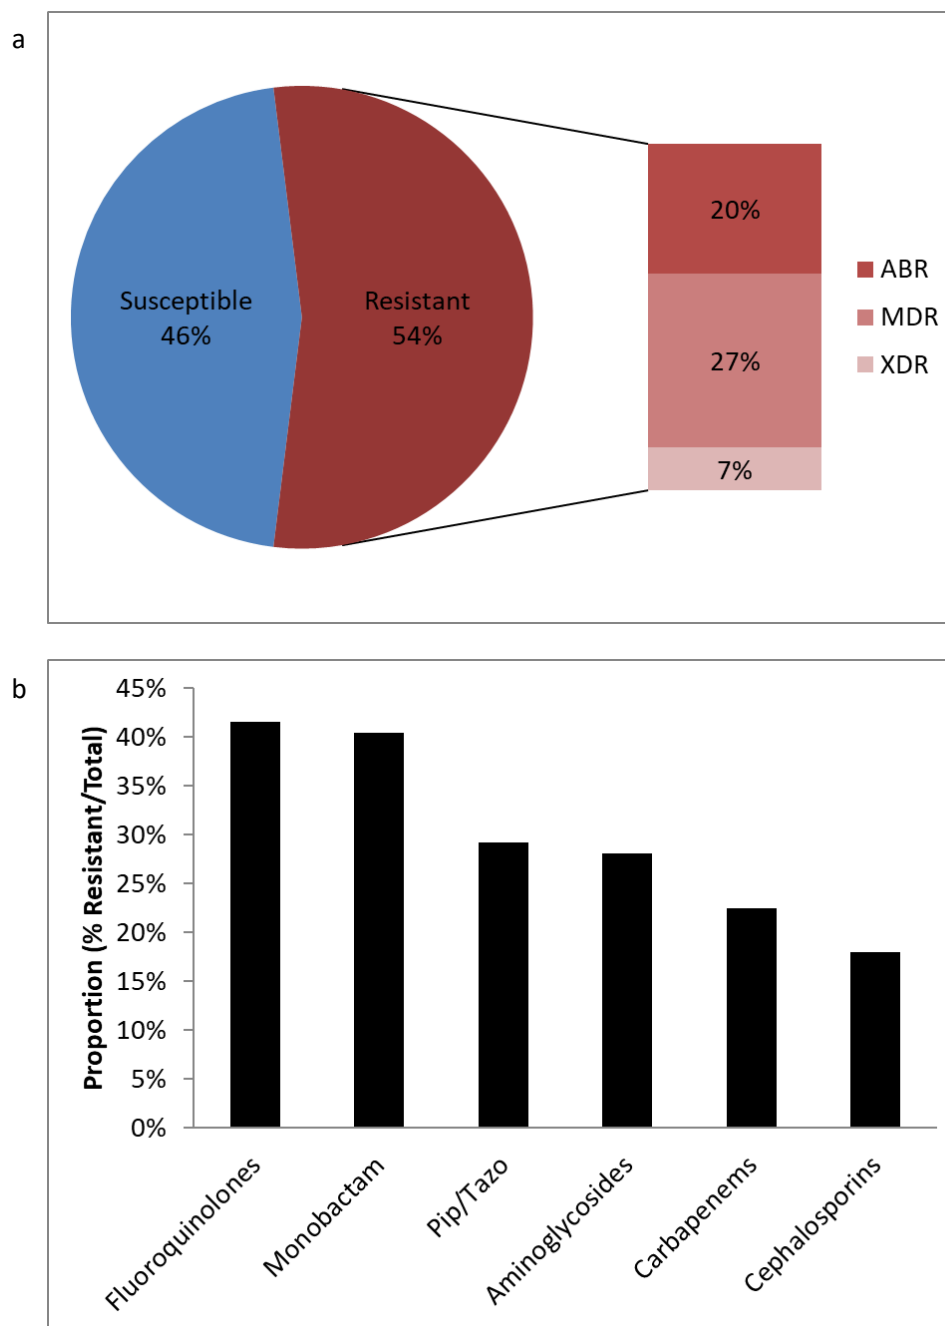 a
Susceptible
46%
Resistant
54%
20%
27%
7%
ABR
MDR
XDR
b
Proportion (% Resistant/Total)
45%
40%
35%
30%
25%
20%
15%
10%
5%
0%
Fluoroquinolones
Monobactam
Pip/Tazo
Aminoglycosides
Carbapenems
Cephalosporins